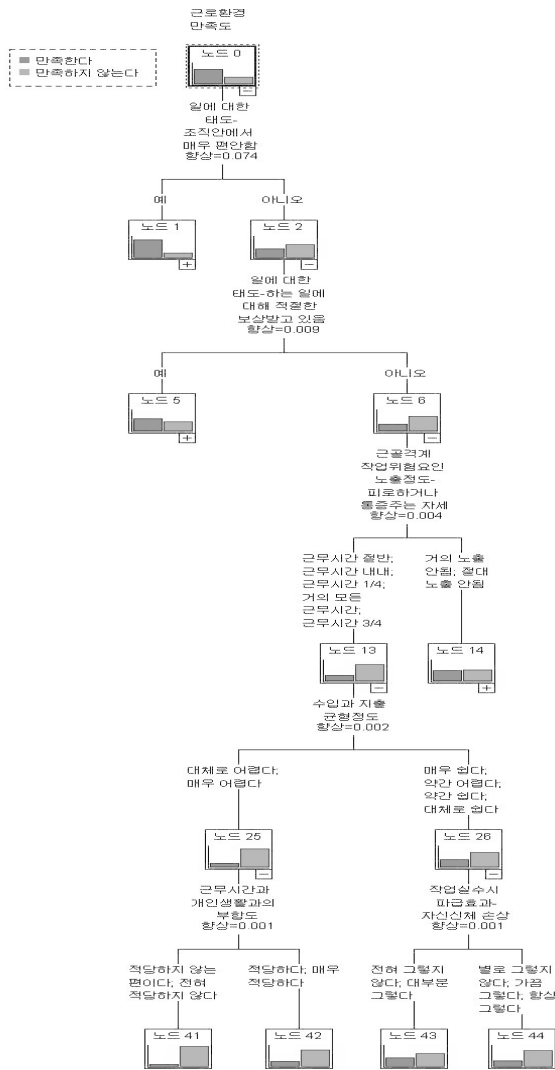 근로환경
만족도
만족한다
만족하지 않는다
노드 0
일에 대한
태도-
조직안에서
매우 편안함
향상=0.074
예
아니오
노드 1
노드 2
일에 대한
태도-하는 일에
대해 적절한
보상받고 있음
향상=0.009
예
아니오
노드 5
노드 6
근골격계
작업위험요인
노출정도-
피로하거나
통증주는 자세
향상=0.004
근무시간 절반;
근무시간 내내;
근무시간 1/4;
거의 모든
근무시간;
근무시간 3/4
거의 노출
안됨; 절대
노출 안됨
노드 13
노드 14
수입과 지출
균형정도
향상=0.002
대체로 어렵다;
매우 어렵다
매우 쉽다;
약간 어렵다;
약간 쉽다;
대체로 쉽다
노드 25
노드 26
근무시간과
개인생활과의
부합도
향상=0.001
작업실수시
파급효과-
자신신체 손상
향상=0.001
적당하지 않는
편이다; 전혀
적당하지 않다
적당하다; 매우
적당하다
전혀 그렇지
않다; 대부분
그렇다
별로 그렇지
않다; 가끔
그렇다; 항상
그렇다
노드 41
노드 42
노드 43
노드 44